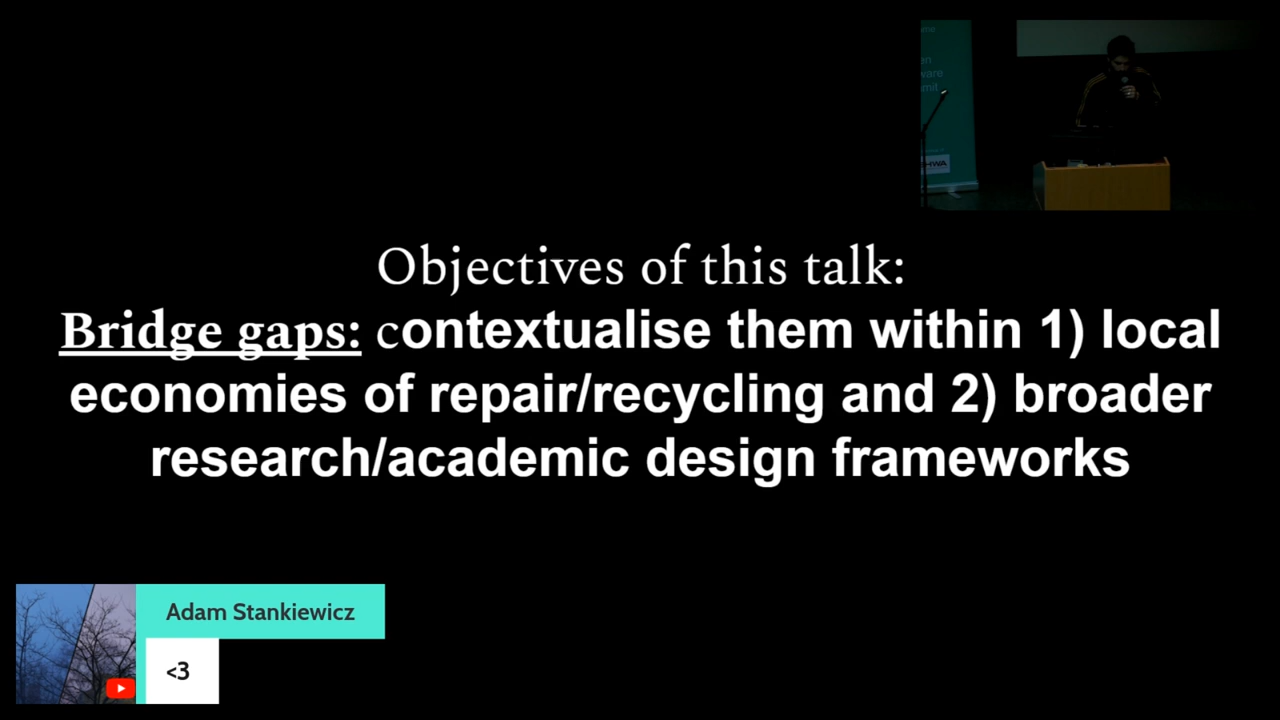 Objectives of this talk:
Bridge gaps: contextualise them within 1) local
economies of repair/recycling and 2) broader
research/academic design frameworks
Adam Stankiewicz
<3